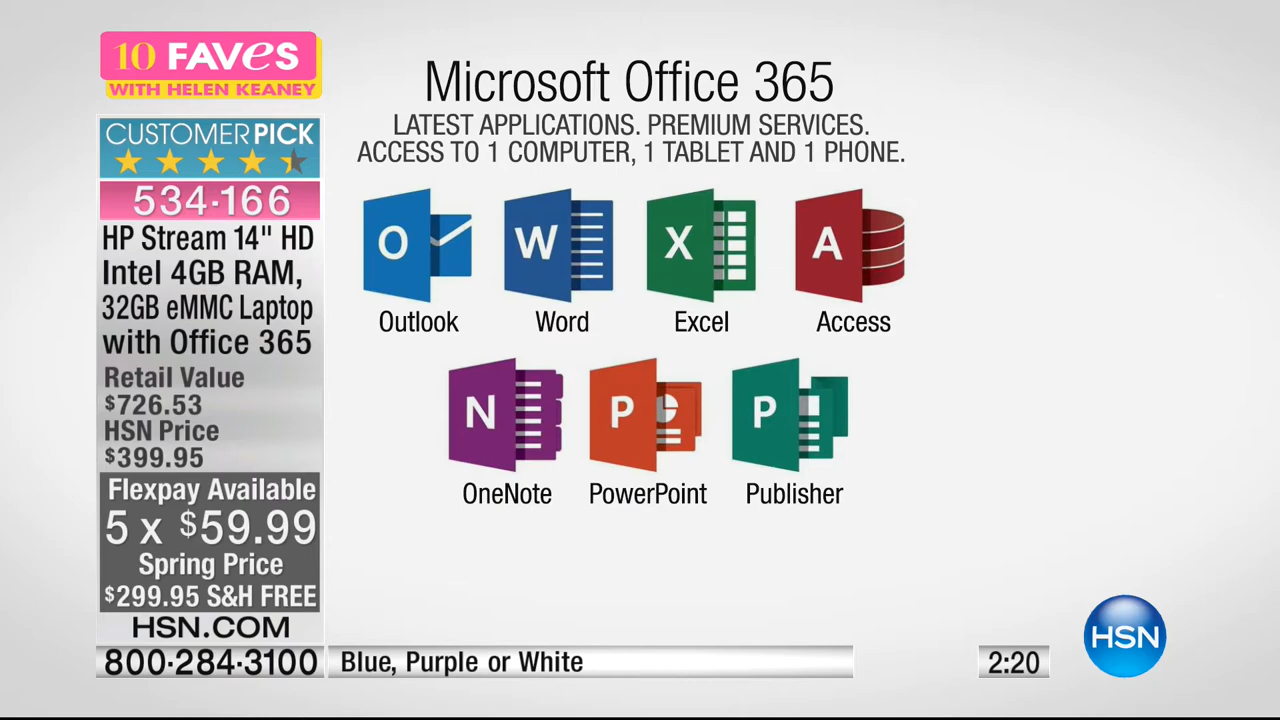 10 FAVeS
WITH HELEN KEANEY
CUSTOMER PICK
534·166
HP Stream 14" HD
Intel 4GB RAM,
32GB eMMC Laptop
with Office 365
Retail Value
$726.53
HSN Price
$399.95
Flexpay Available
5 x $59.99
Spring Price
$299.95 S&H FREE
HSN.COM
800·284·3100
Microsoft Office 365
LATEST APPLICATIONS. PREMIUM SERVICES.
ACCESS TO 1 COMPUTER, 1 TABLET AND 1 PHONE.
O W X A
Outlook Word Excel Access
N P P
OneNote PowerPoint Publisher
Blue, Purple or White
2:20
HSN